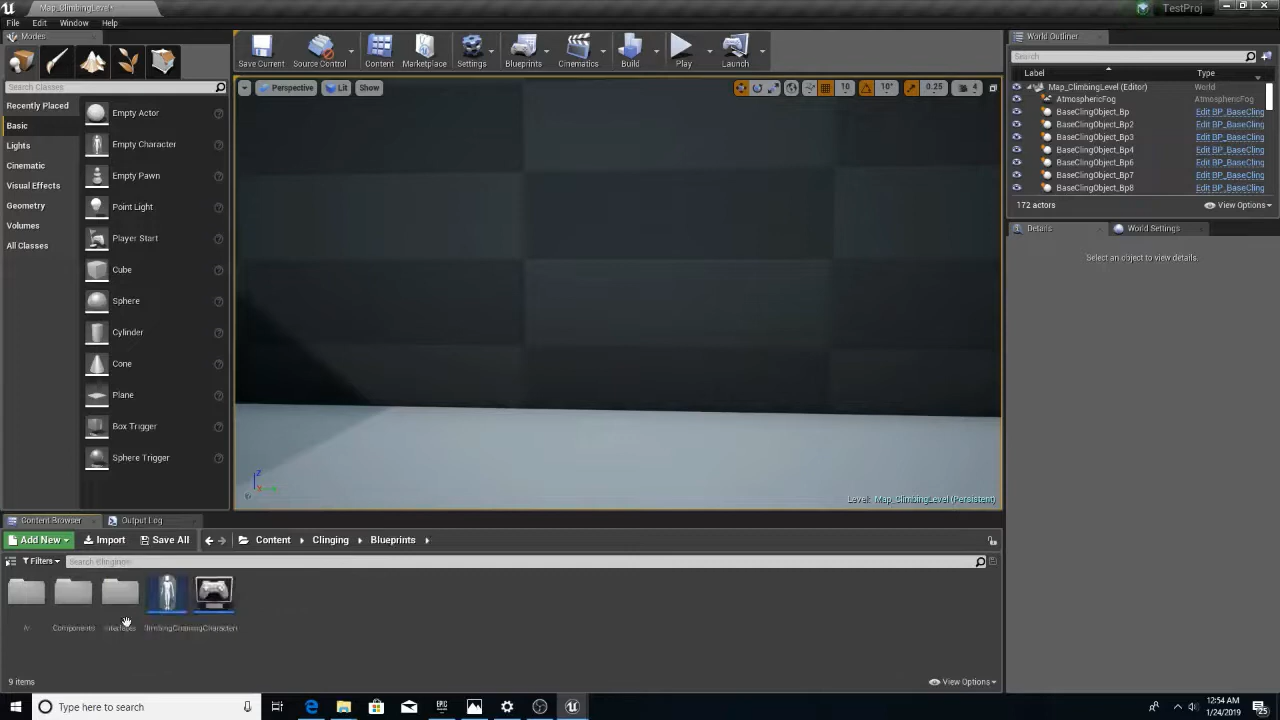 Map_ClimbingLevel*
TestProj
File Edit Window Help
Modes
Search Classes
Recently Placed
Basic
Lights
Cinematic
Visual Effects
Geometry
Volumes
All Classes
Empty Actor
Empty Character
Empty Pawn
Point Light
Player Start
Cube
Sphere
Cylinder
Cone
Plane
Box Trigger
Sphere Trigger
Save Current
Source Control
Content
Marketplace
Settings
Blueprints
Cinematics
Build
Play
Launch
Perspective
Lit
Show
10
10°
0.25
4
Z
Level: Map_ClimbingLevel (Persistent)
World Outliner
Search
Label Type
Map_ClimbingLevel (Editor) World
AtmosphericFog AtmosphericFog
BaseClingObject_Bp Edit BP_BaseCling
BaseClingObject_Bp2 Edit BP_BaseCling
BaseClingObject_Bp3 Edit BP_BaseCling
BaseClingObject_Bp4 Edit BP_BaseCling
BaseClingObject_Bp6 Edit BP_BaseCling
BaseClingObject_Bp7 Edit BP_BaseCling
BaseClingObject_Bp8 Edit BP_BaseCling
172 actors
View Options
Details
World Settings
Select an object to view details.
Content Browser
Output Log
Add New
Import
Save All
Content
Clinging
Blueprints
Filters
Components
9 items
View Options
Type here to search
EPIC
12:54 AM
1/24/2019
25